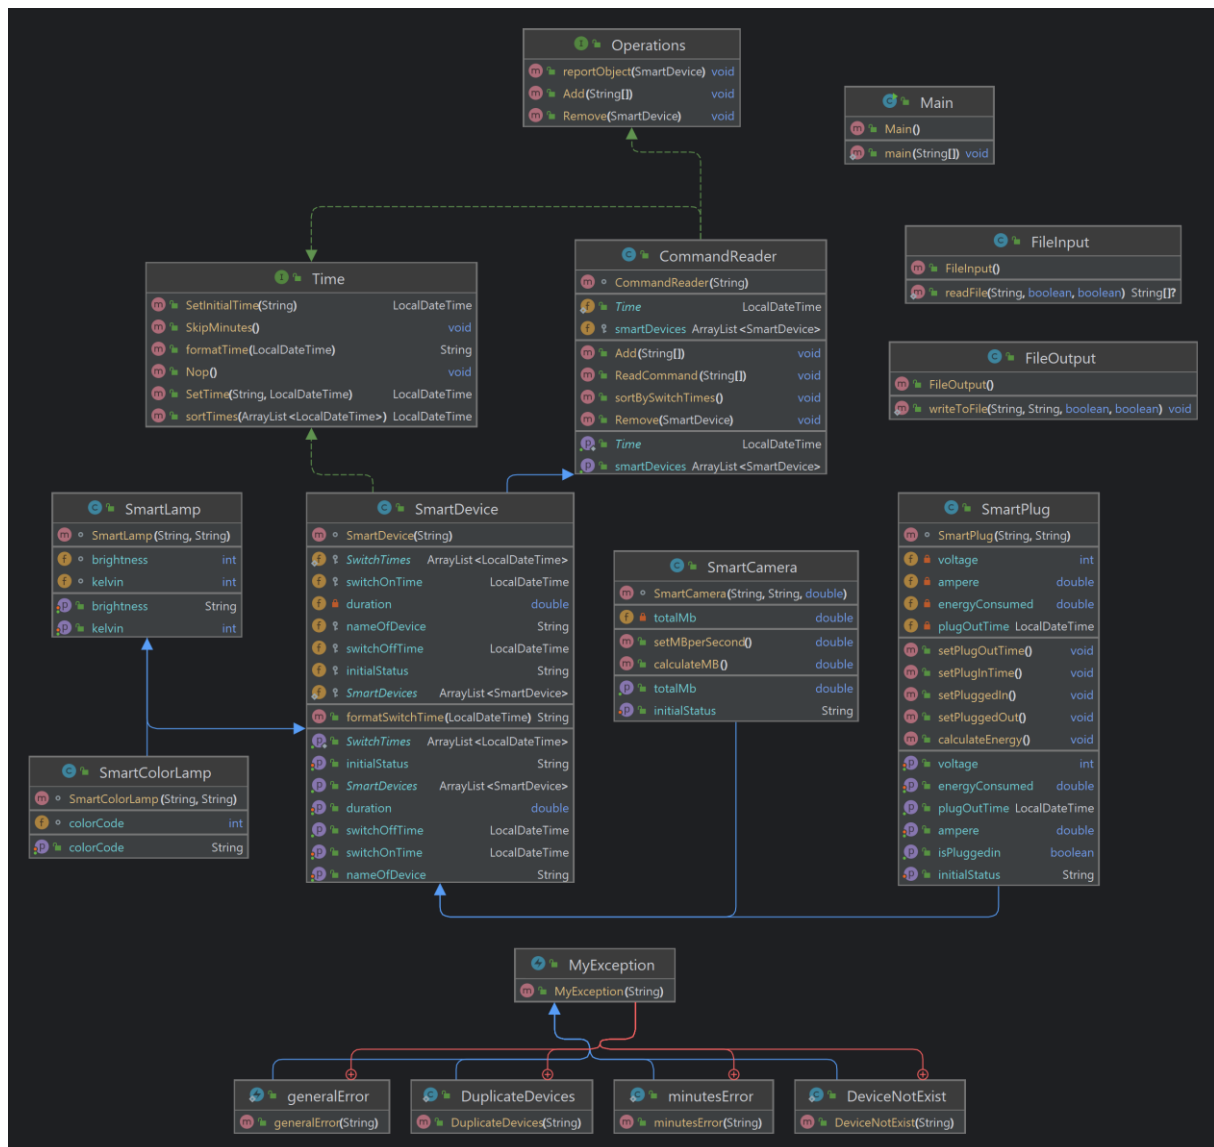 Operations
reportObject(SmartDevice) void
Add(String[]) void
Remove(SmartDevice) void
Main
Main()
main(String[]) void
FileInput
FileInput()
readFile(String, boolean, boolean) String[]?
CommandReader
CommandReader(String)
Time LocalDateTime
smartDevices ArrayList<SmartDevice>
Add(String[]) void
ReadCommand(String[]) void
sortBySwitchTimes() void
Remove(SmartDevice) void
Time LocalDateTime
smartDevices ArrayList<SmartDevice>
Time
SetInitialTime(String) LocalDateTime
SkipMinutes() void
formatTime(LocalDateTime) String
Nop() void
SetTime(String, LocalDateTime) LocalDateTime
sortTimes(ArrayList<LocalDateTime>) LocalDateTime
FileOutput
FileOutput()
writeToFile(String, String, boolean, boolean) void
SmartLamp
SmartLamp(String, String)
brightness int
kelvin int
brightness String
kelvin int
SmartDevice
SmartDevice(String)
SwitchTimes ArrayList<LocalDateTime>
switchOnTime LocalDateTime
duration double
nameOfDevice String
switchOffTime LocalDateTime
initialStatus String
SmartDevices ArrayList<SmartDevice>
formatSwitchTime(LocalDateTime) String
SwitchTimes ArrayList<LocalDateTime>
initialStatus String
SmartDevices ArrayList<SmartDevice>
duration double
switchOffTime LocalDateTime
switchOnTime LocalDateTime
nameOfDevice String
SmartCamera
SmartCamera(String, String, double)
totalMb double
setMBperSecond() double
calculateMB() double
totalMb double
initialStatus String
SmartPlug
SmartPlug(String, String)
voltage int
ampere double
energyConsumed double
plugOutTime LocalDateTime
setPlugOutTime() void
setPlugInTime() void
setPluggedIn() void
setPluggedOut() void
calculateEnergy() void
voltage int
energyConsumed double
plugOutTime LocalDateTime
ampere double
isPluggedin boolean
initialStatus String
SmartColorLamp
SmartColorLamp(String, String)
colorCode int
colorCode String
MyException
MyException(String)
generalError
generalError(String)
DuplicateDevices
DuplicateDevices(String)
minutesError
minutesError(String)
DeviceNotExist
DeviceNotExist(String)